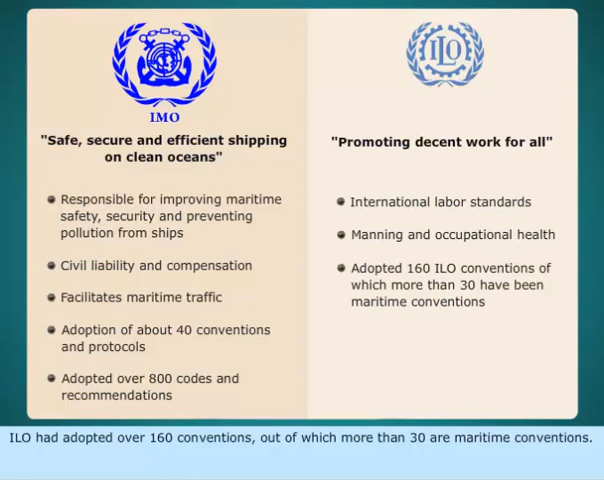 IMO
"Safe, secure and efficient shipping
on clean oceans"
Responsible for improving maritime
safety, security and preventing
pollution from ships
Civil liability and compensation
Facilitates maritime traffic
Adoption of about 40 conventions
and protocols
Adopted over 800 codes and
recommendations
ILO
"Promoting decent work for all"
International labor standards
Manning and occupational health
Adopted 160 ILO conventions of
which more than 30 have been
maritime conventions
ILO had adopted over 160 conventions, out of which more than 30 are maritime conventions.